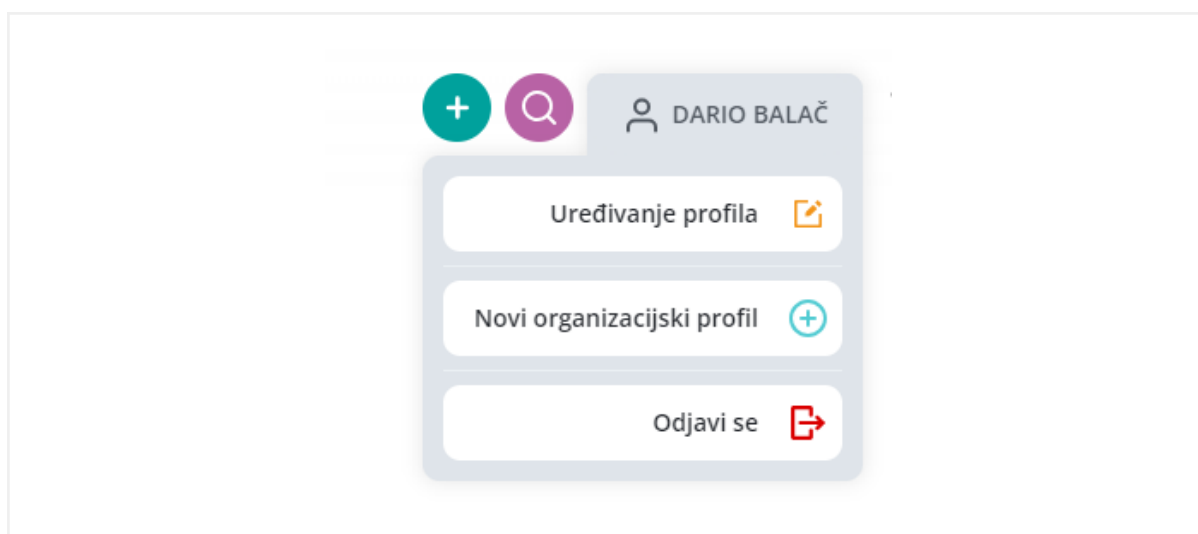 DARIO BALAČ
Uređivanje profila
Novi organizacijski profil
Odjavi se